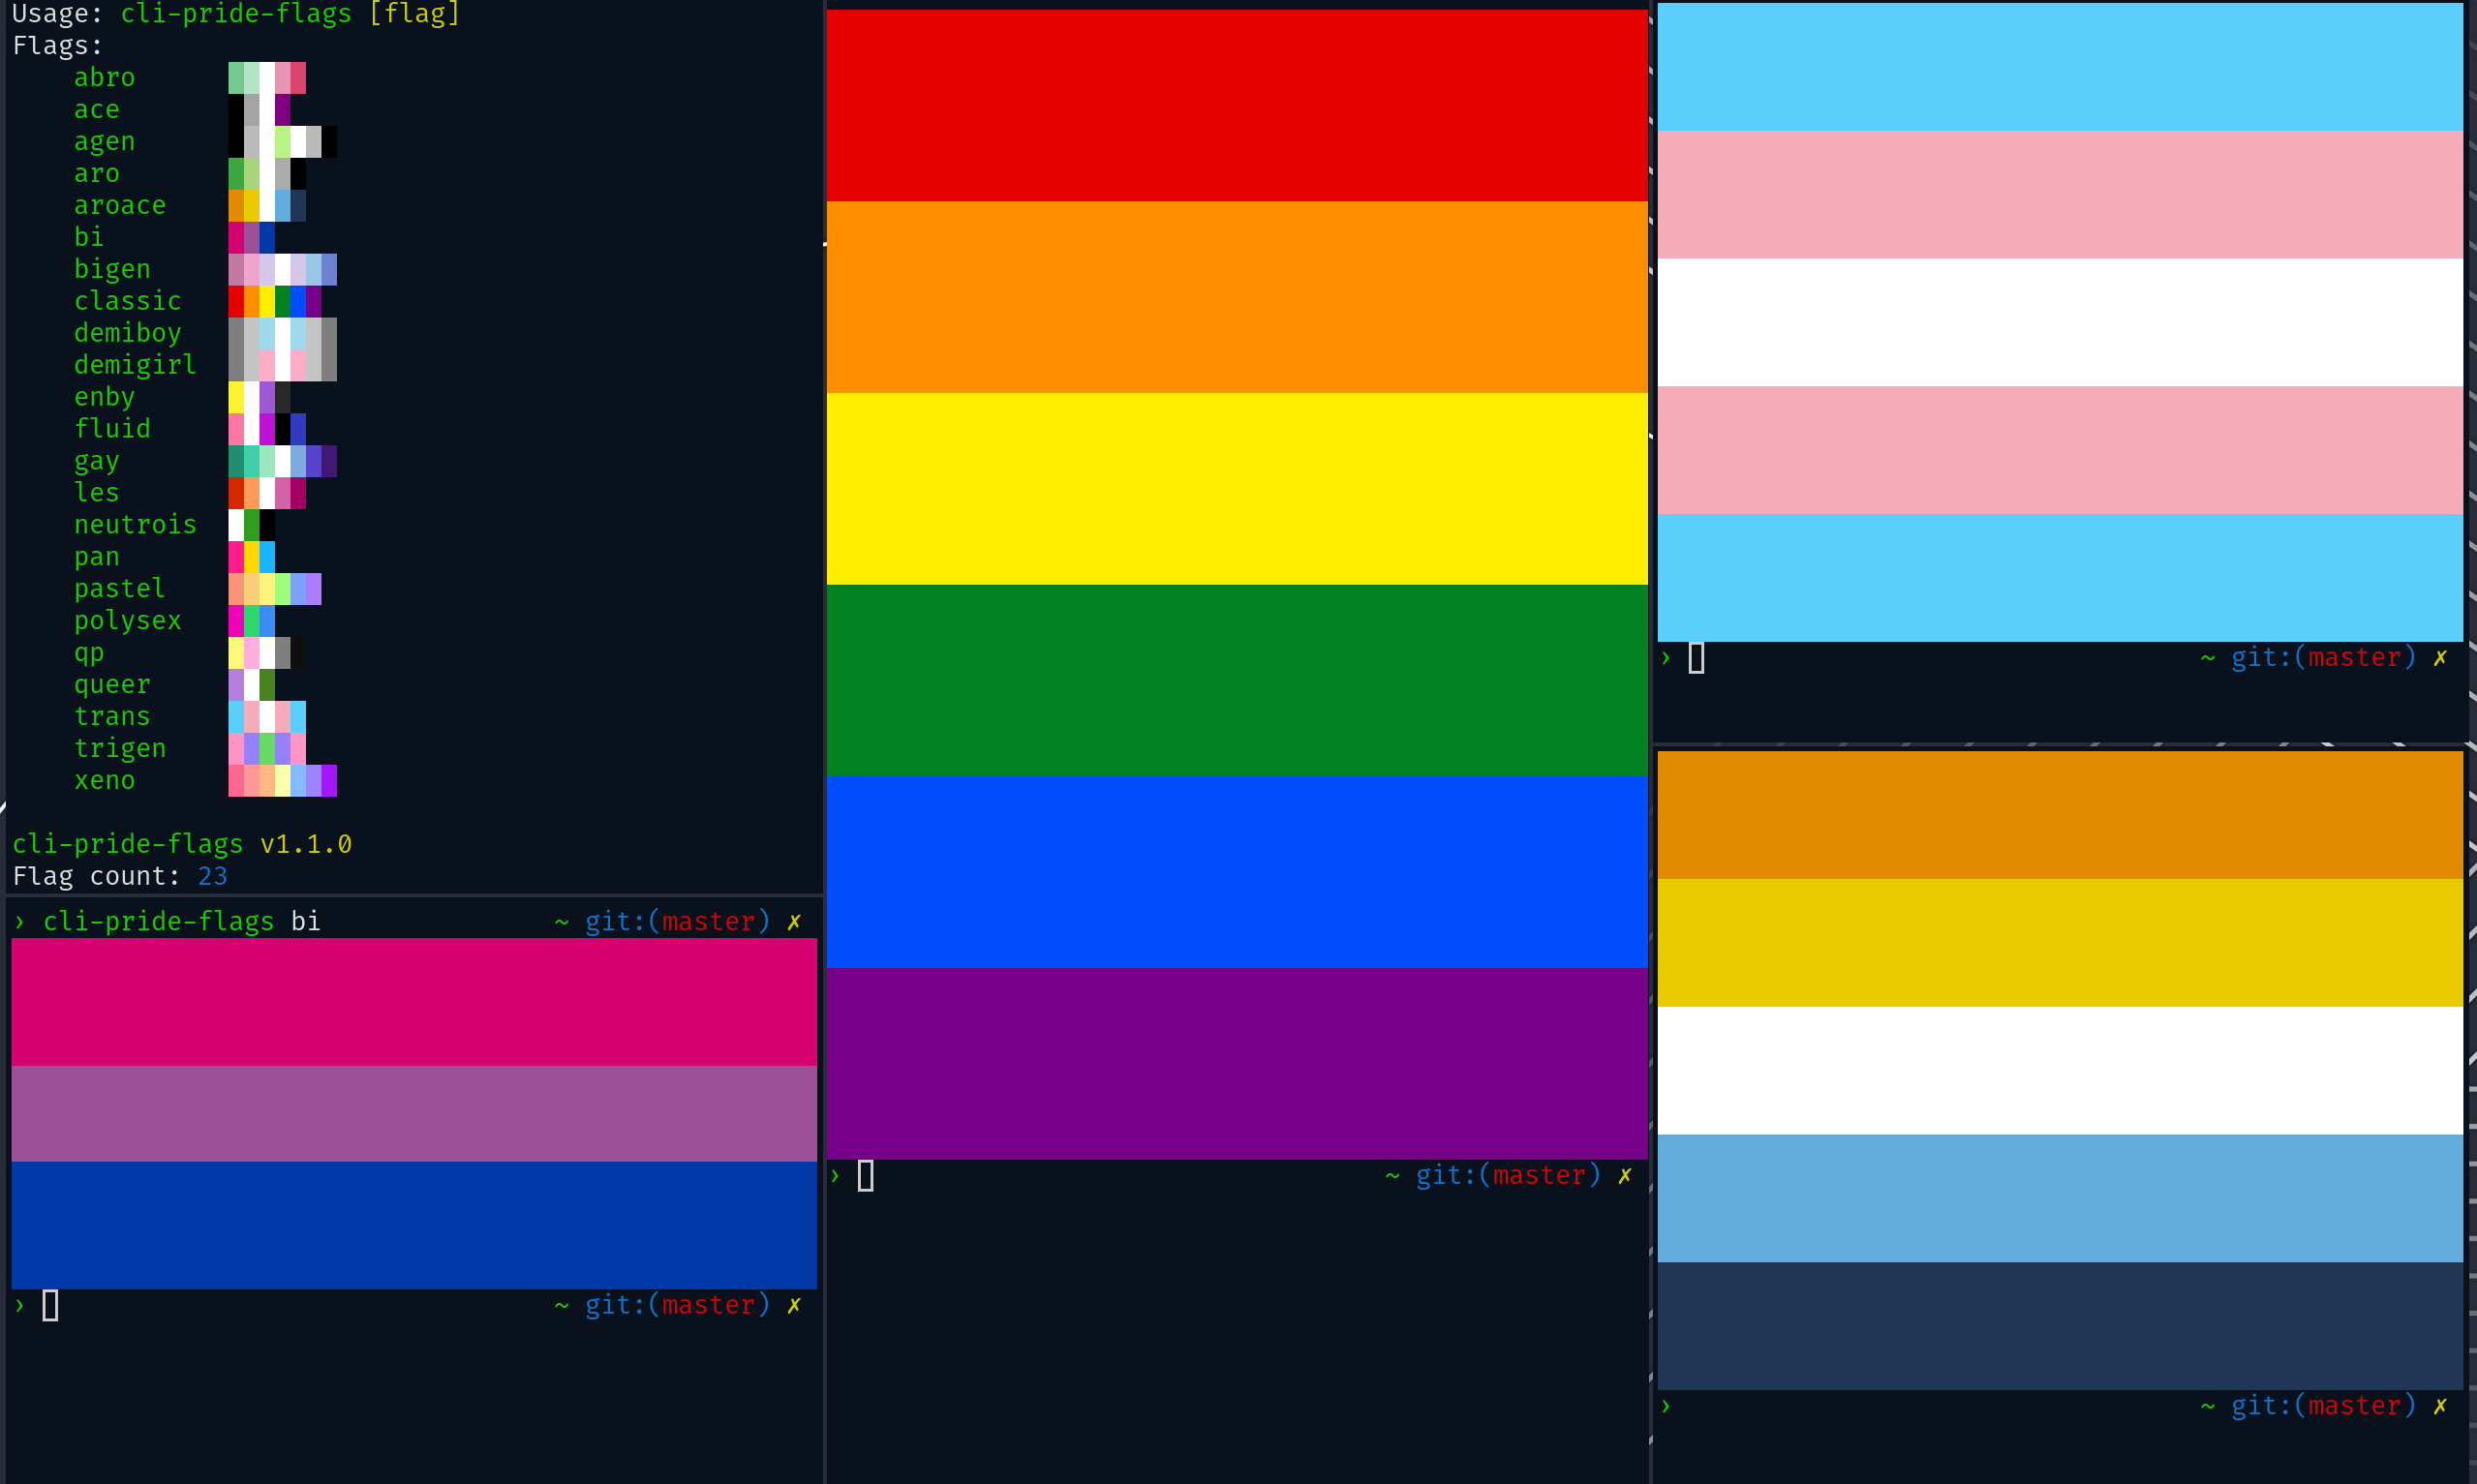 Usage: cli-pride-flags [flag]
Flags:
abro
ace
agen
aro
aroace
bi
bigen
classic
demiboy
demigirl
enby
fluid
gay
les
neutrois
pan
pastel
polysex
qp
queer
trans
trigen
xeno
cli-pride-flags v1.1.0
Flag count: 23
› cli-pride-flags bi ~ git:(master) ✗
› ~ git:(master) ✗
› ~ git:(master) ✗
› ~ git:(master) ✗
› ~ git:(master) ✗